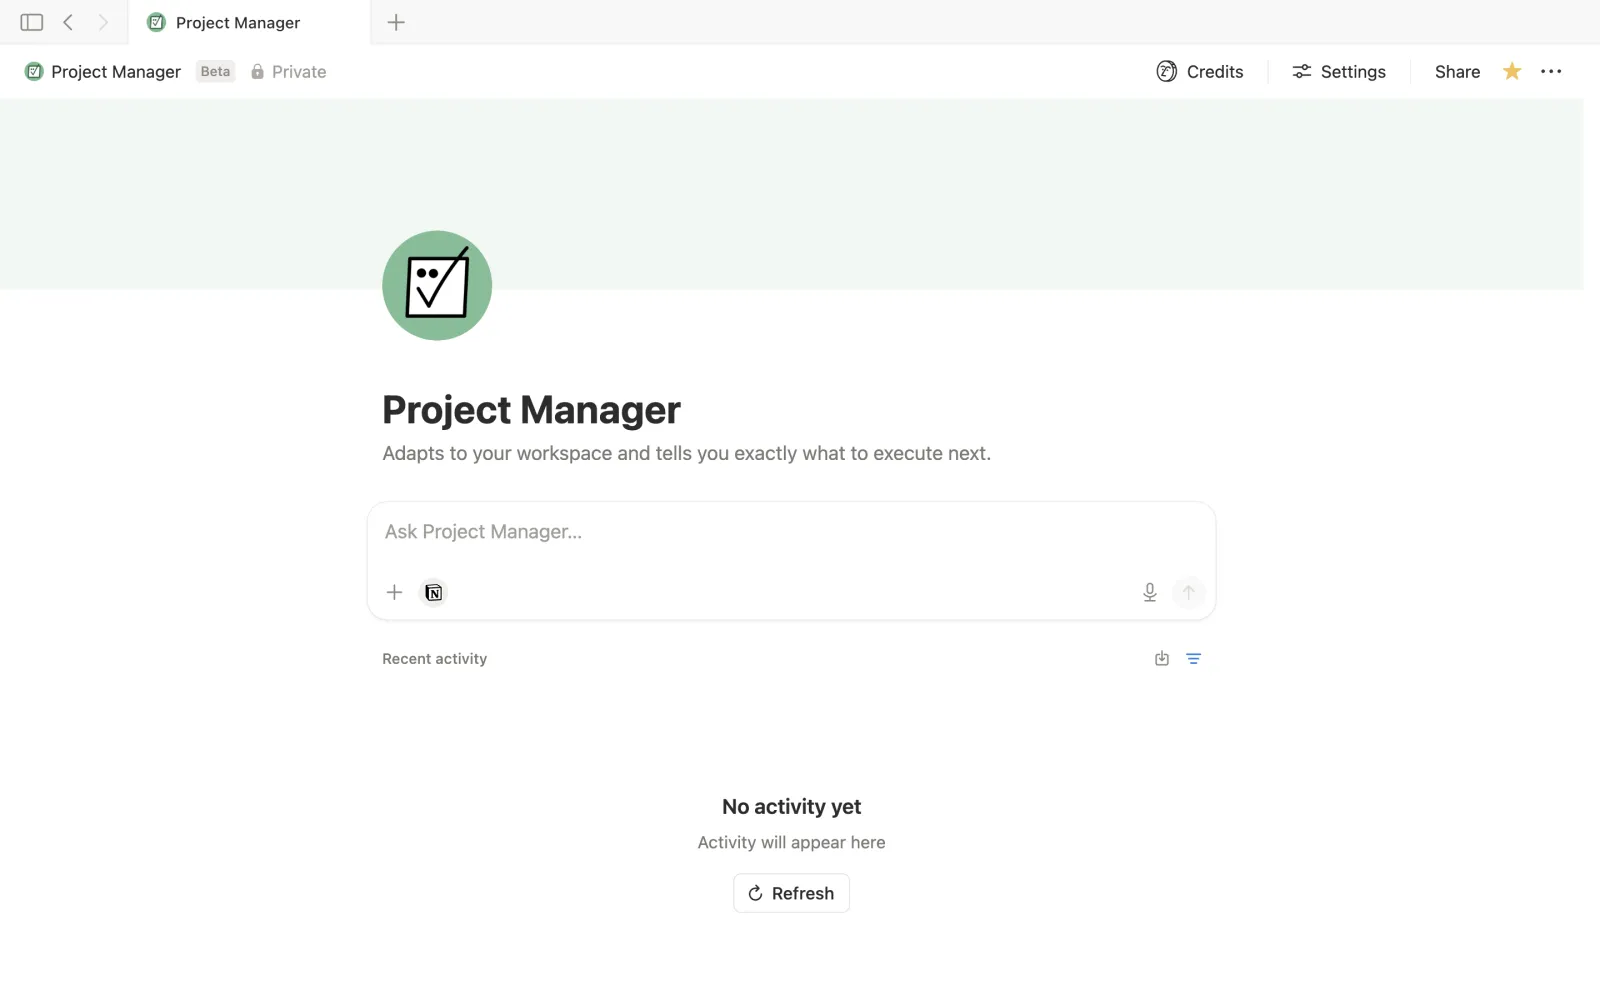 Project Manager
Project Manager Beta Private Credits Settings Share
Project Manager
Adapts to your workspace and tells you exactly what to execute next.
Ask Project Manager...
N
Recent activity
No activity yet
Activity will appear here
Refresh